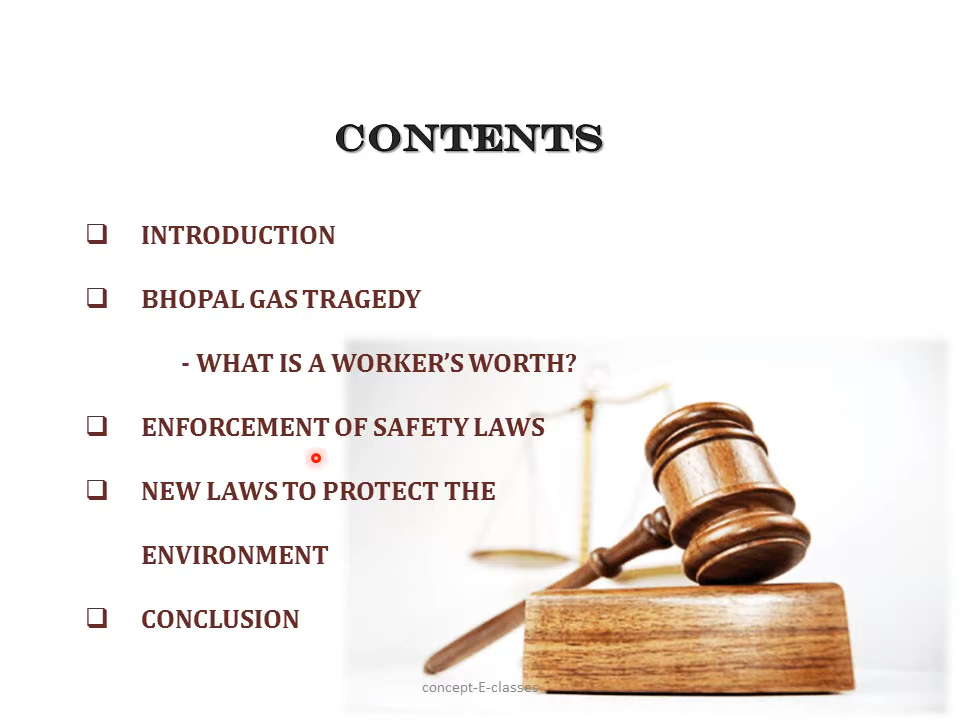 CONTENTS
INTRODUCTION
BHOPAL GAS TRAGEDY
- WHAT IS A WORKER’S WORTH?
ENFORCEMENT OF SAFETY LAWS
NEW LAWS TO PROTECT THE
ENVIRONMENT
CONCLUSION
concept-E-classes